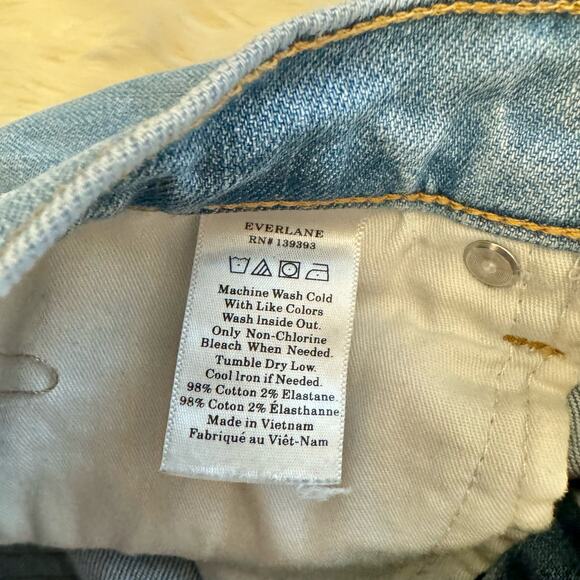 EVERLANE
RN# 139393
Machine Wash Cold
With Like Colors
Wash Inside Out.
Only Non-Chlorine
Bleach When Needed.
Tumble Dry Low.
Cool Iron if Needed.
98% Cotton 2% Elastane
98% Coton 2% Élasthanne
Made in Vietnam
Fabriqué au Viêt-Nam